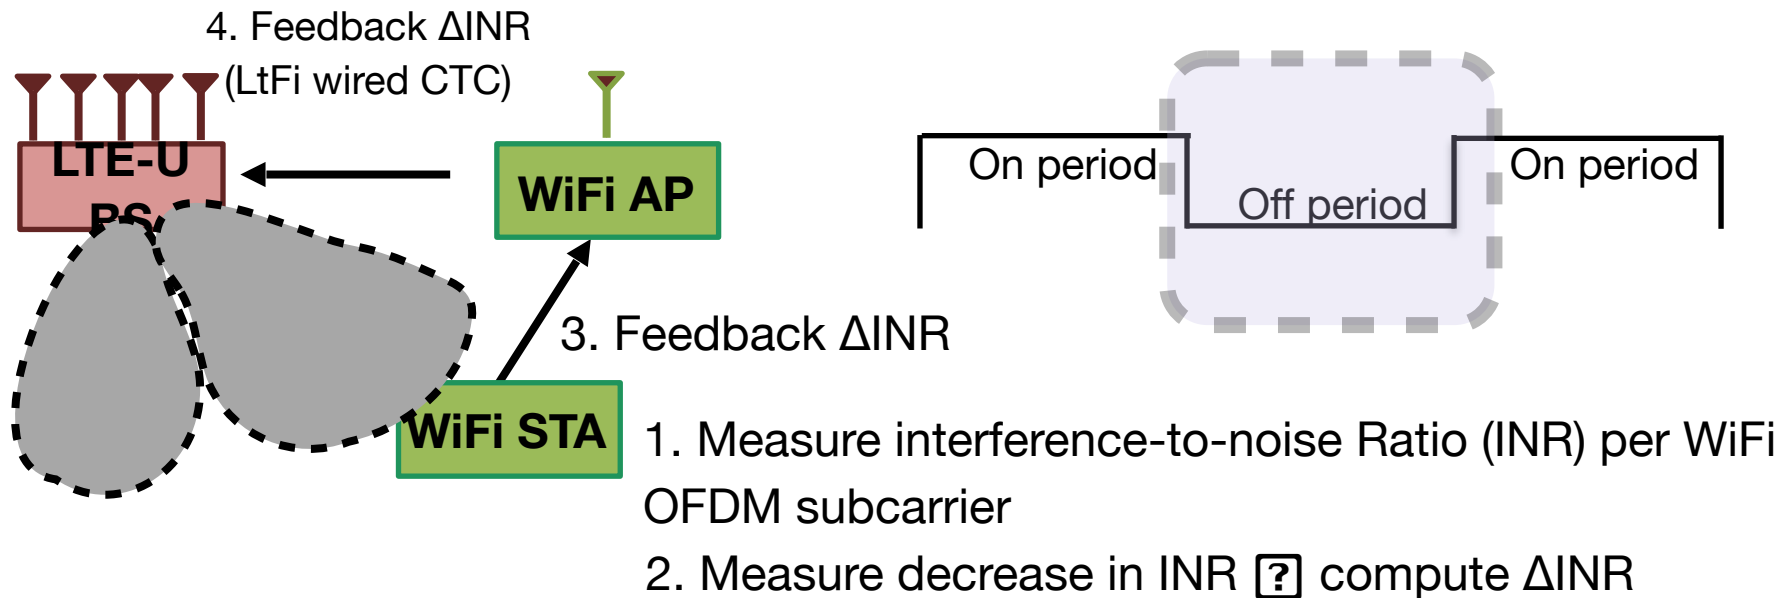 4. Feedback ΔINR
(LtFi wired CTC)
LTE-U
BS
WiFi AP
On period
Off period
On period
3. Feedback ΔINR
WiFi STA
1. Measure interference-to-noise Ratio (INR) per WiFi
OFDM subcarrier
2. Measure decrease in INR ⍰ compute ΔINR